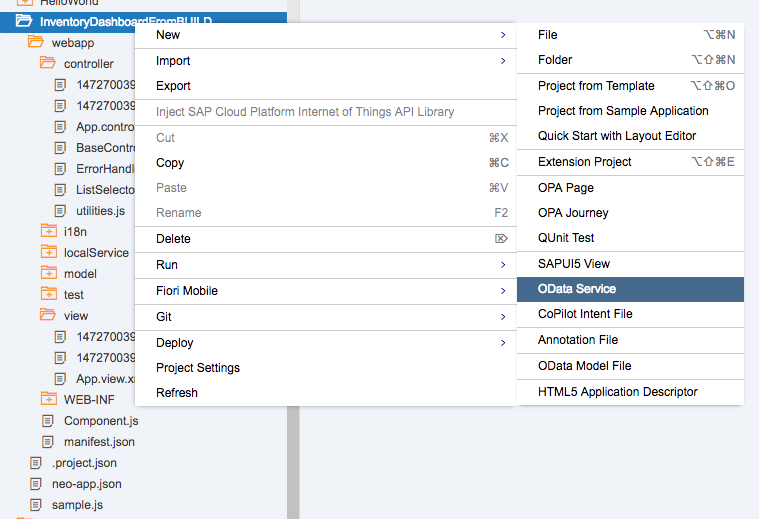 HelloWorld
InventoryDashboardFromBUILD
webapp
controller
147270039
147270039
App.contro
BaseContro
ErrorHandle
ListSelecto
utilities.js
i18n
localService
model
test
view
147270039
147270039
App.view.xm
WEB-INF
Component.js
manifest.json
.project.json
neo-app.json
sample.js
New
Import
Export
Inject SAP Cloud Platform Internet of Things API Library
Cut ⌘X
Copy ⌘C
Paste ⌘V
Rename F2
Delete ⌦
Run
Fiori Mobile
Git
Deploy
Project Settings
Refresh
File ⌥⌘N
Folder ⌥⇧⌘N
Project from Template ⌥⇧⌘O
Project from Sample Application
Quick Start with Layout Editor
Extension Project ⌥⇧⌘E
OPA Page
OPA Journey
QUnit Test
SAPUI5 View
OData Service
CoPilot Intent File
Annotation File
OData Model File
HTML5 Application Descriptor